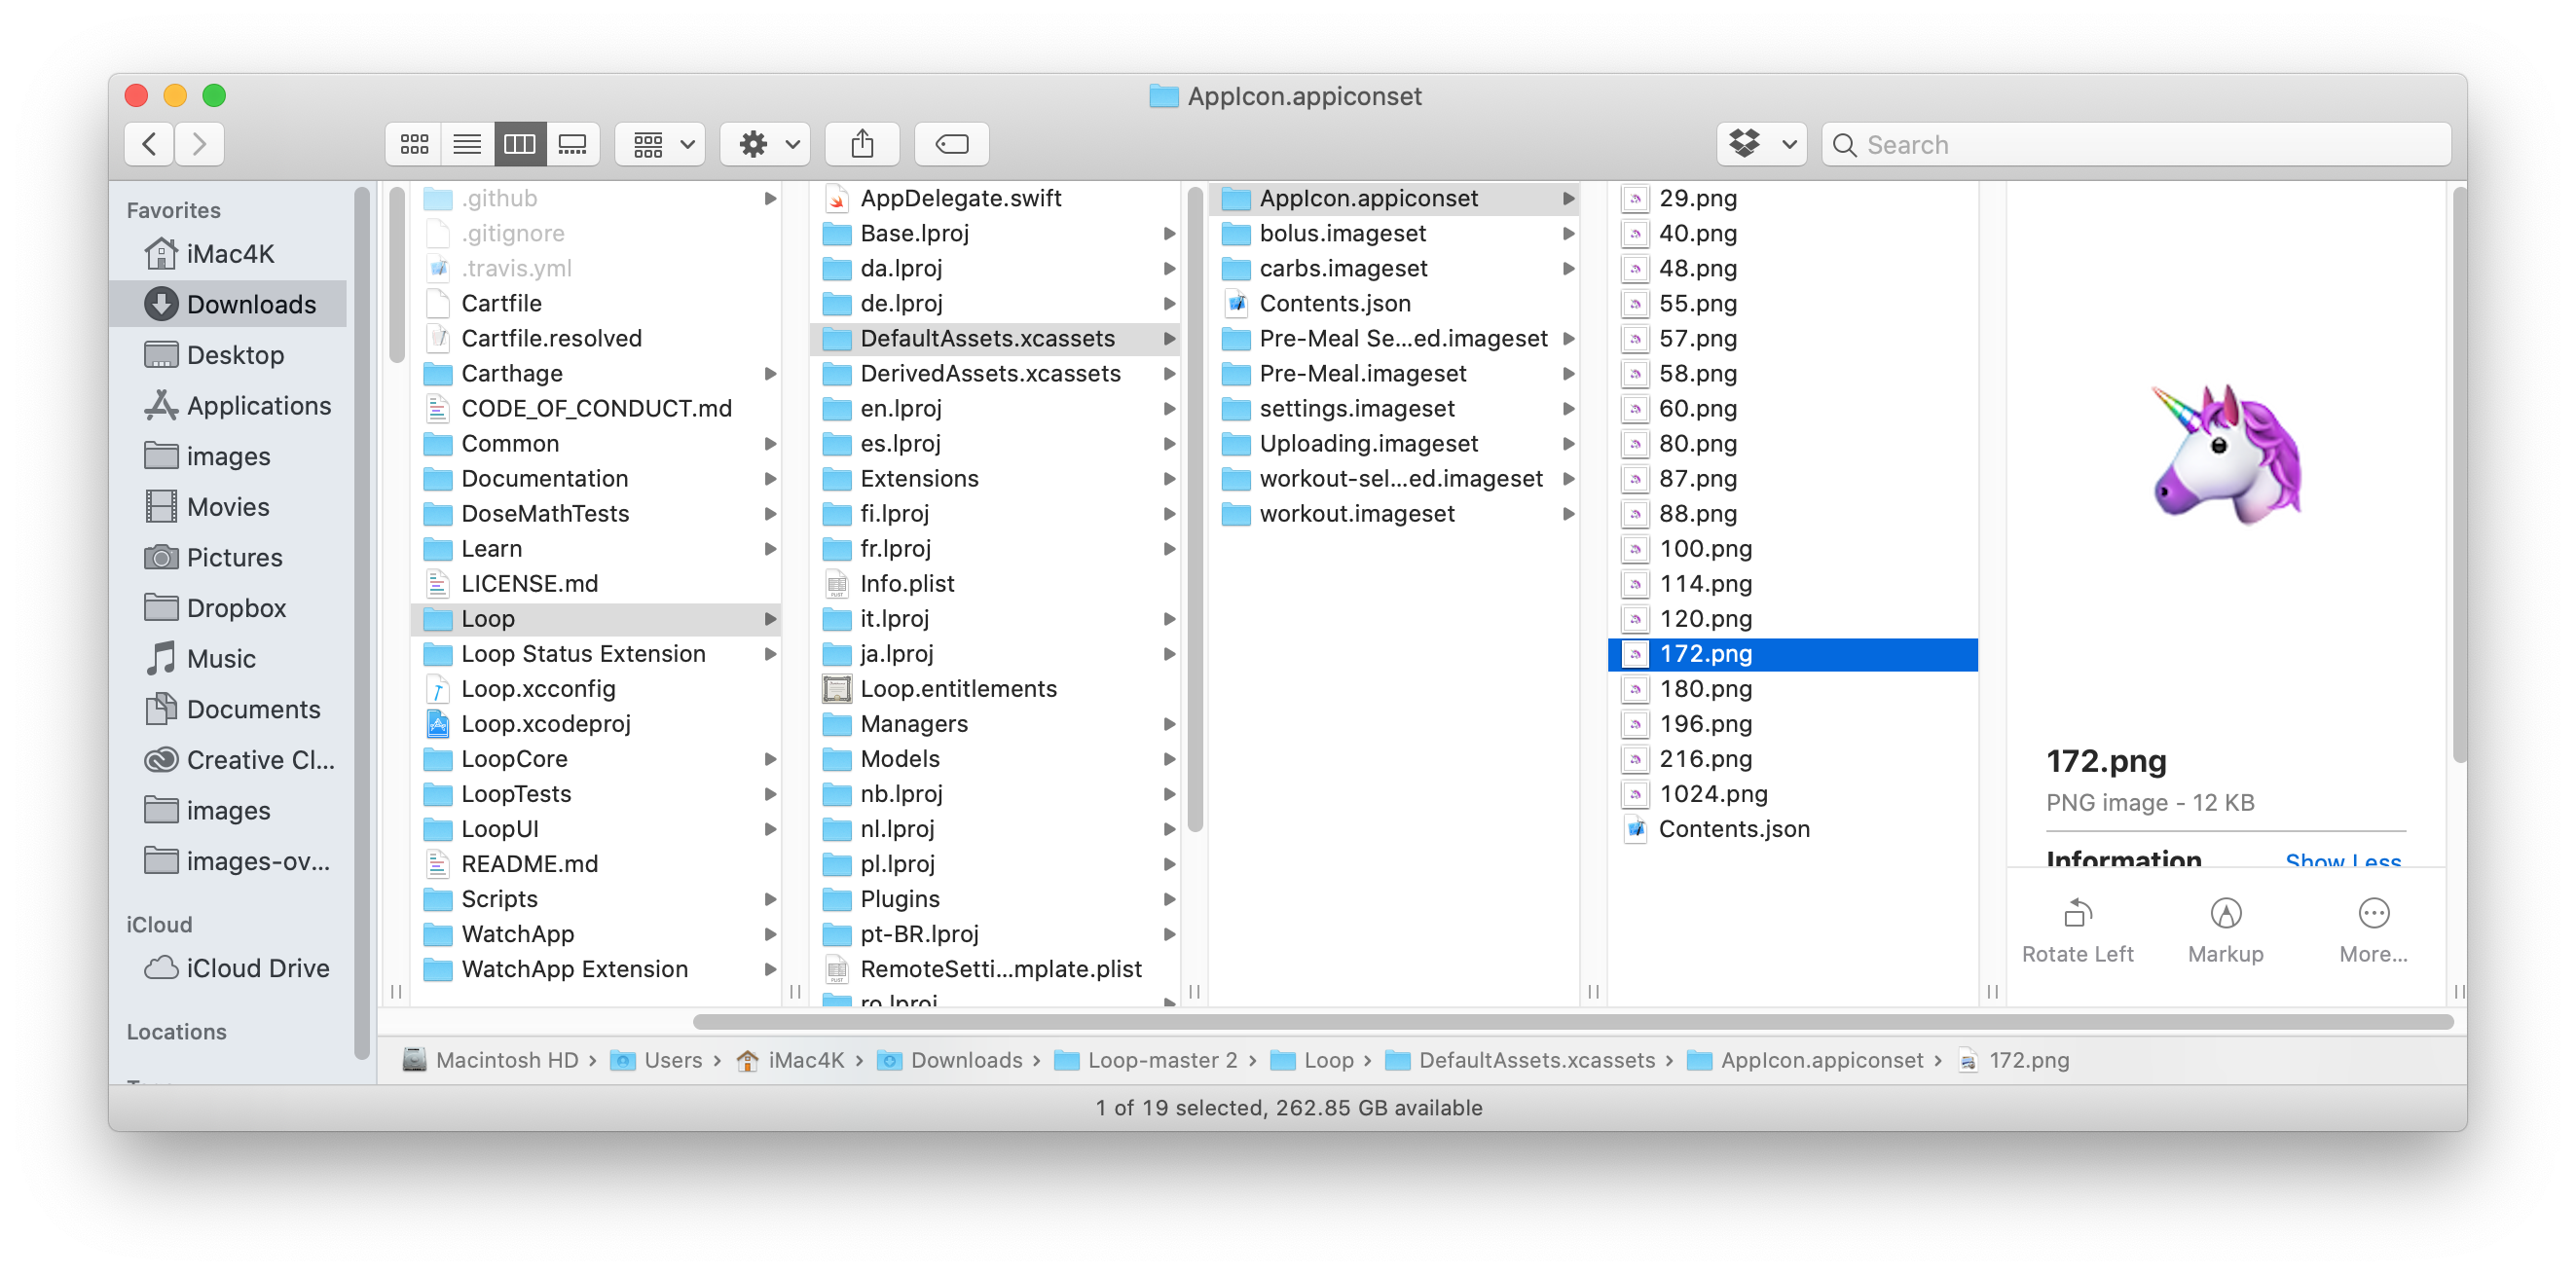 AppIcon.appiconset
Search
Favorites
iMac4K
Downloads
Desktop
Applications
images
Movies
Pictures
Dropbox
Music
Documents
Creative Cl...
images
images-ov...
iCloud
iCloud Drive
Locations
.github
.gitignore
.travis.yml
Cartfile
Cartfile.resolved
Carthage
CODE_OF_CONDUCT.md
Common
Documentation
DoseMathTests
Learn
LICENSE.md
Loop
Loop Status Extension
Loop.xcconfig
Loop.xcodeproj
LoopCore
LoopTests
LoopUI
README.md
Scripts
WatchApp
WatchApp Extension
AppDelegate.swift
Base.lproj
da.lproj
de.lproj
DefaultAssets.xcassets
DerivedAssets.xcassets
en.lproj
es.lproj
Extensions
fi.lproj
fr.lproj
Info.plist
it.lproj
ja.lproj
Loop.entitlements
Managers
Models
nb.lproj
nl.lproj
pl.lproj
Plugins
pt-BR.lproj
RemoteSetti...mplate.plist
ro.lproj
AppIcon.appiconset
bolus.imageset
carbs.imageset
Contents.json
Pre-Meal Se...ed.imageset
Pre-Meal.imageset
settings.imageset
Uploading.imageset
workout-sel...ed.imageset
workout.imageset
29.png
40.png
48.png
55.png
57.png
58.png
60.png
80.png
87.png
88.png
100.png
114.png
120.png
172.png
180.png
196.png
216.png
1024.png
Contents.json
172.png
PNG image - 12 KB
Information Show Less
Rotate Left Markup More...
Macintosh HD › Users › iMac4K › Downloads › Loop-master 2 › Loop › DefaultAssets.xcassets › AppIcon.appiconset › 172.png
1 of 19 selected, 262.85 GB available